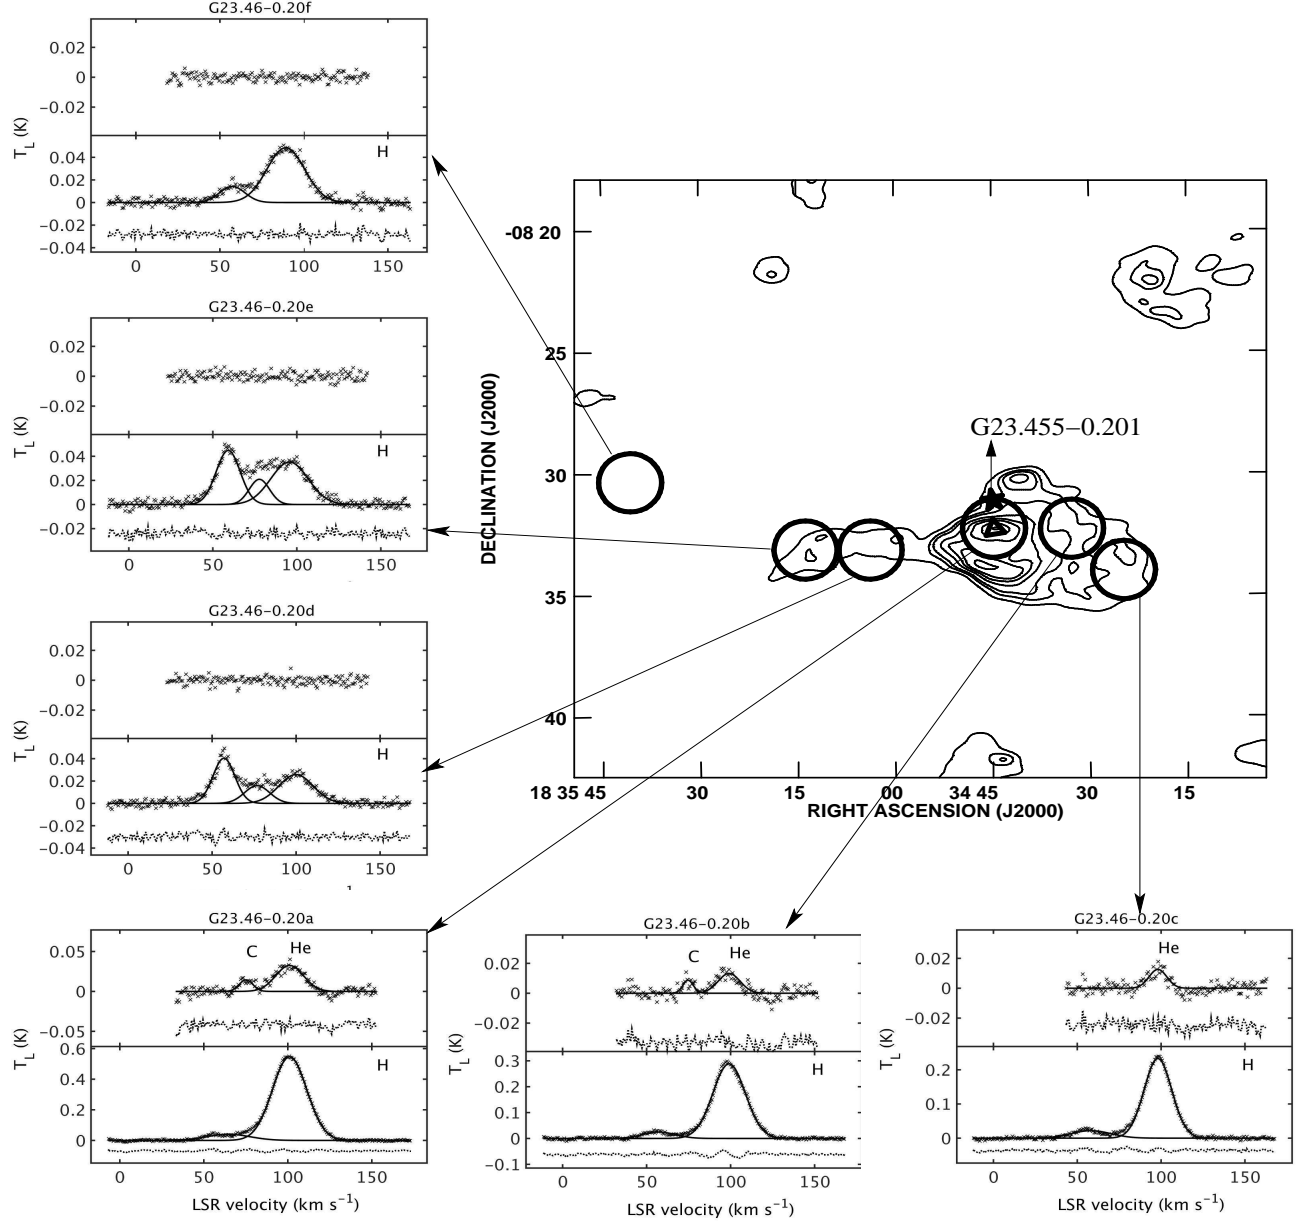 G23.46−0.20f
0.02
0
−0.02
T_L (K)
H
0.04
0.02
0
−0.02
−0.04
0 50 100 150
G23.46−0.20e
0.02
0
−0.02
T_L (K)
H
0.04
0.02
0
−0.02
0 50 100 150
G23.46−0.20d
0.02
0
−0.02
T_L (K)
H
0.04
0.02
0
−0.02
−0.04
0 50 100 150
-08 20
25
30
35
40
DECLINATION (J2000)
G23.455−0.201
18 35 45 30 15 00 34 45 30 15
RIGHT ASCENSION (J2000)
G23.46−0.20a
C He
0.05
0
−0.05
T_L (K)
H
0.6
0.4
0.2
0
0 50 100 150
LSR velocity (km s⁻¹)
G23.46−0.20b
C He
0.02
0
−0.02
T_L (K)
H
0.3
0.2
0.1
0
−0.1
0 50 100 150
LSR velocity (km s⁻¹)
G23.46−0.20c
He
0.02
0
−0.02
T_L (K)
H
0.2
0.1
0
0 50 100 150
LSR velocity (km s⁻¹)